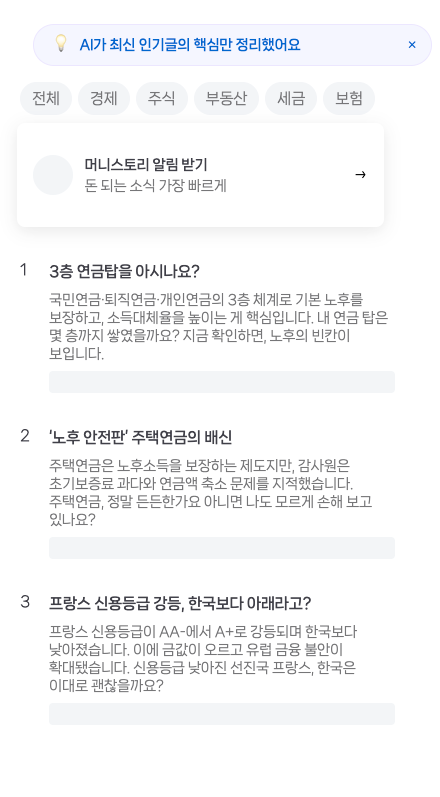 AI가 최신 인기글의 핵심만 정리했어요 ×
전체 경제 주식 부동산 세금 보험
머니스토리 알림 받기
돈 되는 소식 가장 빠르게 →
1 3층 연금탑을 아시나요?
국민연금·퇴직연금·개인연금의 3층 체계로 기본 노후를
보장하고, 소득대체율을 높이는 게 핵심입니다. 내 연금 탑은
몇 층까지 쌓였을까요? 지금 확인하면, 노후의 빈칸이
보입니다.
2 '노후 안전판' 주택연금의 배신
주택연금은 노후소득을 보장하는 제도지만, 감사원은
초기보증료 과다와 연금액 축소 문제를 지적했습니다.
주택연금, 정말 든든한가요 아니면 나도 모르게 손해 보고
있나요?
3 프랑스 신용등급 강등, 한국보다 아래라고?
프랑스 신용등급이 AA-에서 A+로 강등되며 한국보다
낮아졌습니다. 이에 금값이 오르고 유럽 금융 불안이
확대됐습니다. 신용등급 낮아진 선진국 프랑스, 한국은
이대로 괜찮을까요?